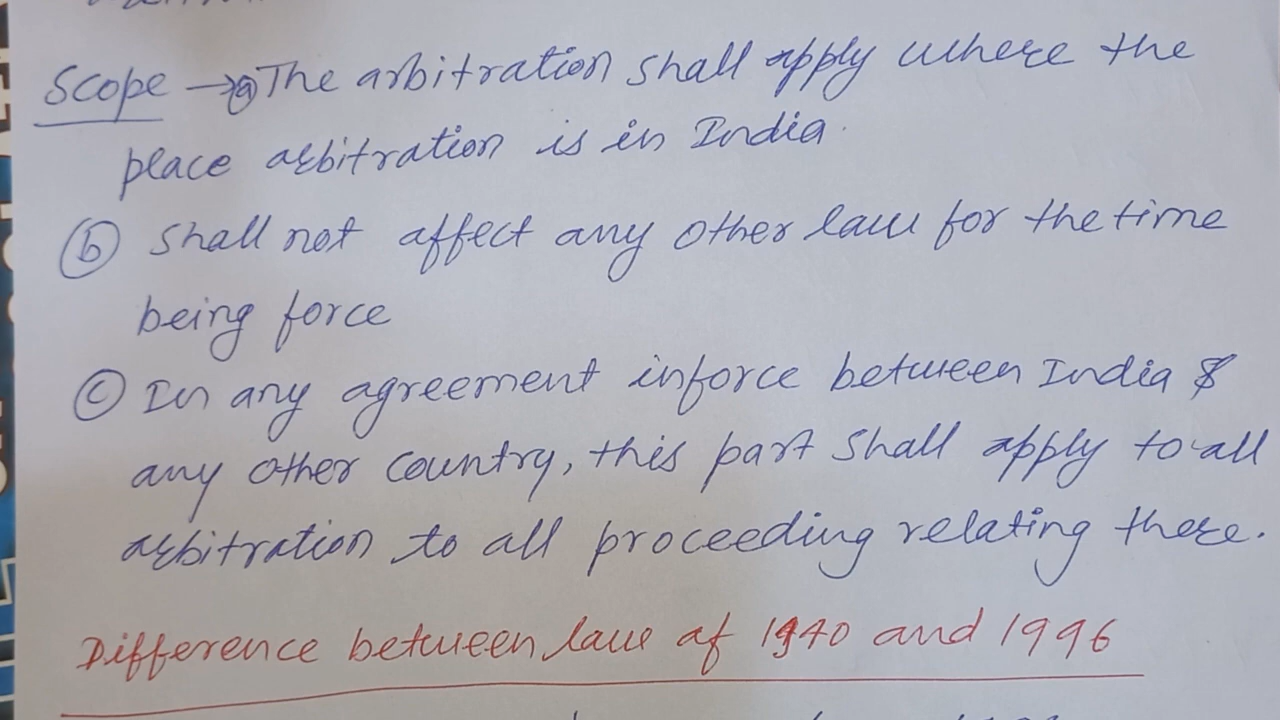 Scope → ⓐ The arbitration shall apply where the
place arbitration is in India.
ⓑ Shall not affect any other law for the time
being force
ⓒ In any agreement inforce between India &
any other country, this part shall apply to all
arbitration to all proceeding relating there.
Difference between law of 1940 and 1996